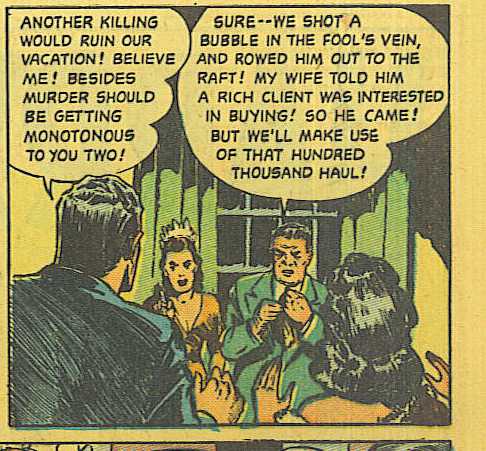 ANOTHER KILLING
WOULD RUIN OUR
VACATION! BELIEVE
ME! BESIDES
MURDER SHOULD
BE GETTING
MONOTONOUS
TO YOU TWO!
SURE--WE SHOT A
BUBBLE IN THE FOOL'S VEIN,
AND ROWED HIM OUT TO THE
RAFT! MY WIFE TOLD HIM
A RICH CLIENT WAS INTERESTED
IN BUYING! SO HE CAME!
BUT WE'LL MAKE USE
OF THAT HUNDRED
THOUSAND HAUL!